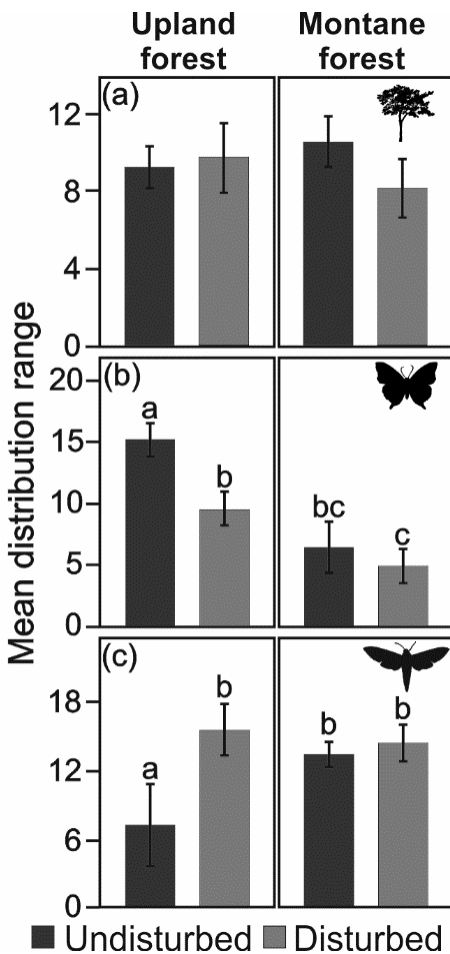 Upland forest
Montane forest
Mean distribution range
(a)
12
8
4
0
(b)
20
15
10
5
0
a
b
bc
c
(c)
18
12
6
0
a
b
b
b
Undisturbed
Disturbed